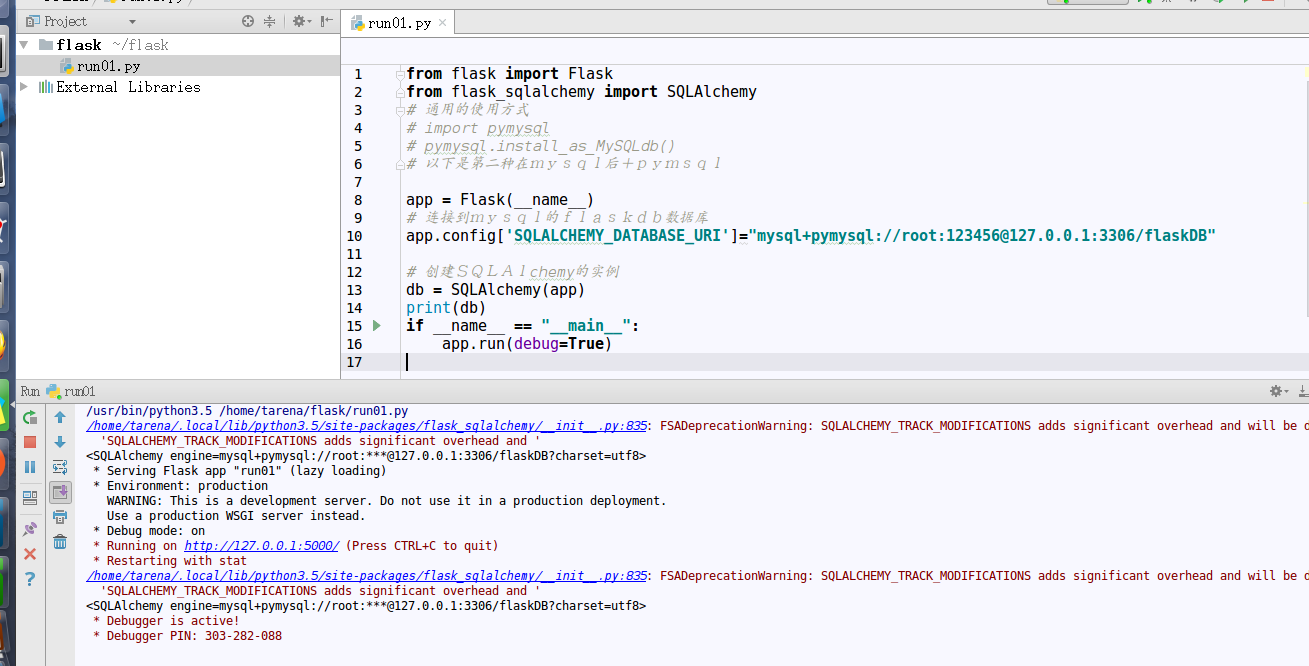 Project
run01.py
flask ~/flask
run01.py
External Libraries
1 from flask import Flask
2 from flask_sqlalchemy import SQLAlchemy
3 # 通用的使用方式
4 # import pymysql
5 # pymysql.install_as_MySQLdb()
6 # 以下是第二种在ｍｙｓｑｌ后＋ｐｙｍｓｑｌ
7
8 app = Flask(__name__)
9 # 连接到ｍｙｓｑｌ的ｆｌａｓｋｄｂ数据库
10 app.config['SQLALCHEMY_DATABASE_URI']="mysql+pymysql://root:123456@127.0.0.1:3306/flaskDB"
11
12 # 创建ＳＱＬＡｌchemy的实例
13 db = SQLAlchemy(app)
14 print(db)
15 if __name__ == "__main__":
16 app.run(debug=True)
17
Run run01
/usr/bin/python3.5 /home/tarena/flask/run01.py
/home/tarena/.local/lib/python3.5/site-packages/flask_sqlalchemy/__init__.py:835: FSADeprecationWarning: SQLALCHEMY_TRACK_MODIFICATIONS adds significant overhead and will be d
'SQLALCHEMY_TRACK_MODIFICATIONS adds significant overhead and '
<SQLAlchemy engine=mysql+pymysql://root:***@127.0.0.1:3306/flaskDB?charset=utf8>
* Serving Flask app "run01" (lazy loading)
* Environment: production
WARNING: This is a development server. Do not use it in a production deployment.
Use a production WSGI server instead.
* Debug mode: on
* Running on http://127.0.0.1:5000/ (Press CTRL+C to quit)
* Restarting with stat
/home/tarena/.local/lib/python3.5/site-packages/flask_sqlalchemy/__init__.py:835: FSADeprecationWarning: SQLALCHEMY_TRACK_MODIFICATIONS adds significant overhead and will be d
'SQLALCHEMY_TRACK_MODIFICATIONS adds significant overhead and '
<SQLAlchemy engine=mysql+pymysql://root:***@127.0.0.1:3306/flaskDB?charset=utf8>
* Debugger is active!
* Debugger PIN: 303-282-088